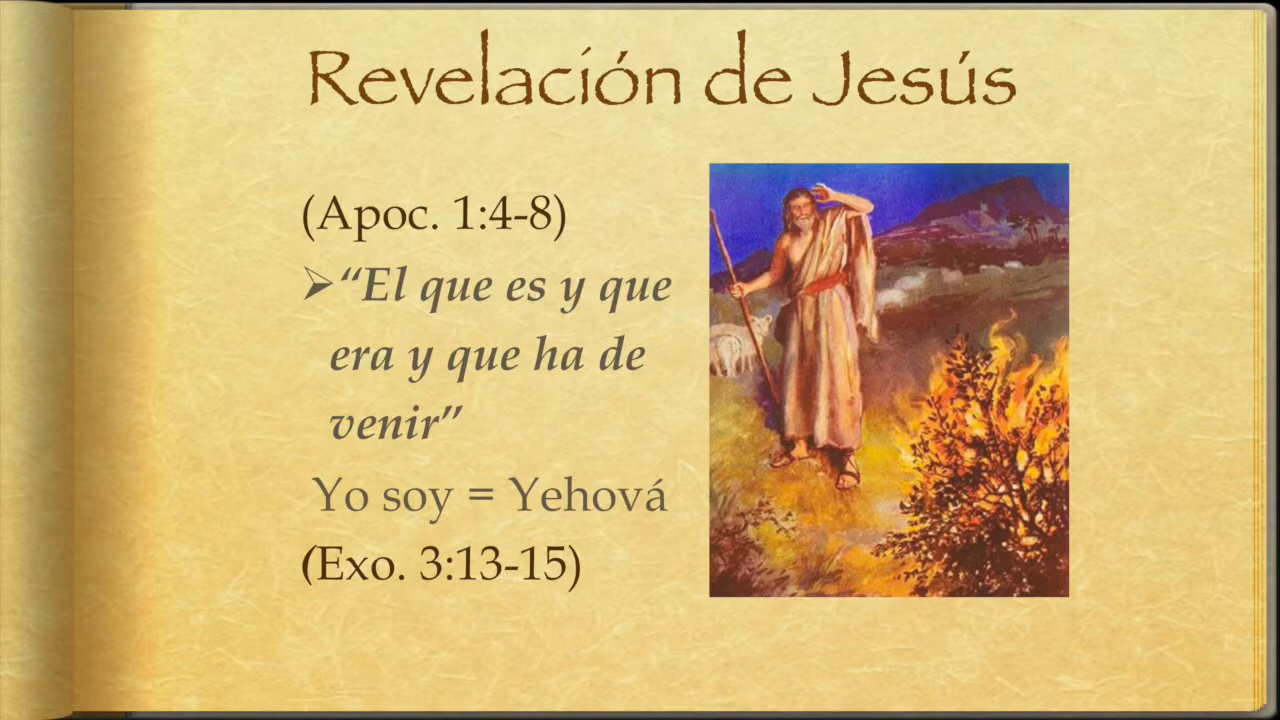 Revelación de Jesús
(Apoc. 1:4-8)
➢“El que es y que
era y que ha de
venir”
Yo soy = Yehová
(Exo. 3:13-15)